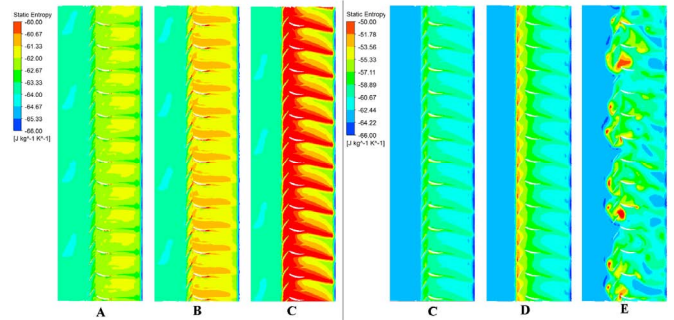 Static Entropy
-60.00
-60.67
-61.33
-62.00
-62.67
-63.33
-64.00
-64.67
-65.33
-66.00
[J kg^-1 K^-1]
A
B
C
Static Entropy
-50.00
-51.78
-53.56
-55.33
-57.11
-58.89
-60.67
-62.44
-64.22
-66.00
[J kg^-1 K^-1]
C
D
E